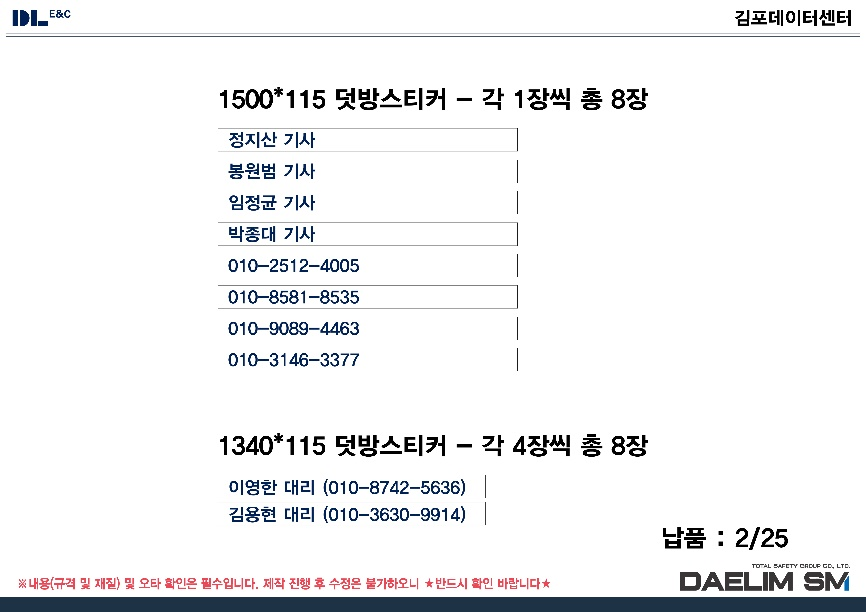 DL E&C
김포데이터센터
1500*115 덧방스티커 - 각 1장씩 총 8장
정지산 기사
봉원범 기사
임정균 기사
박종대 기사
010-2512-4005
010-8581-8535
010-9089-4463
010-3146-3377
1340*115 덧방스티커 - 각 4장씩 총 8장
이영한 대리 (010-8742-5636)
김용현 대리 (010-3630-9914)
납품 : 2/25
※내용(규격 및 재질) 및 오타 확인은 필수입니다. 제작 진행 후 수정은 불가하오니 ★반드시 확인 바랍니다★
TOTAL SAFETY GROUP CO., LTC.
DAELIM SM